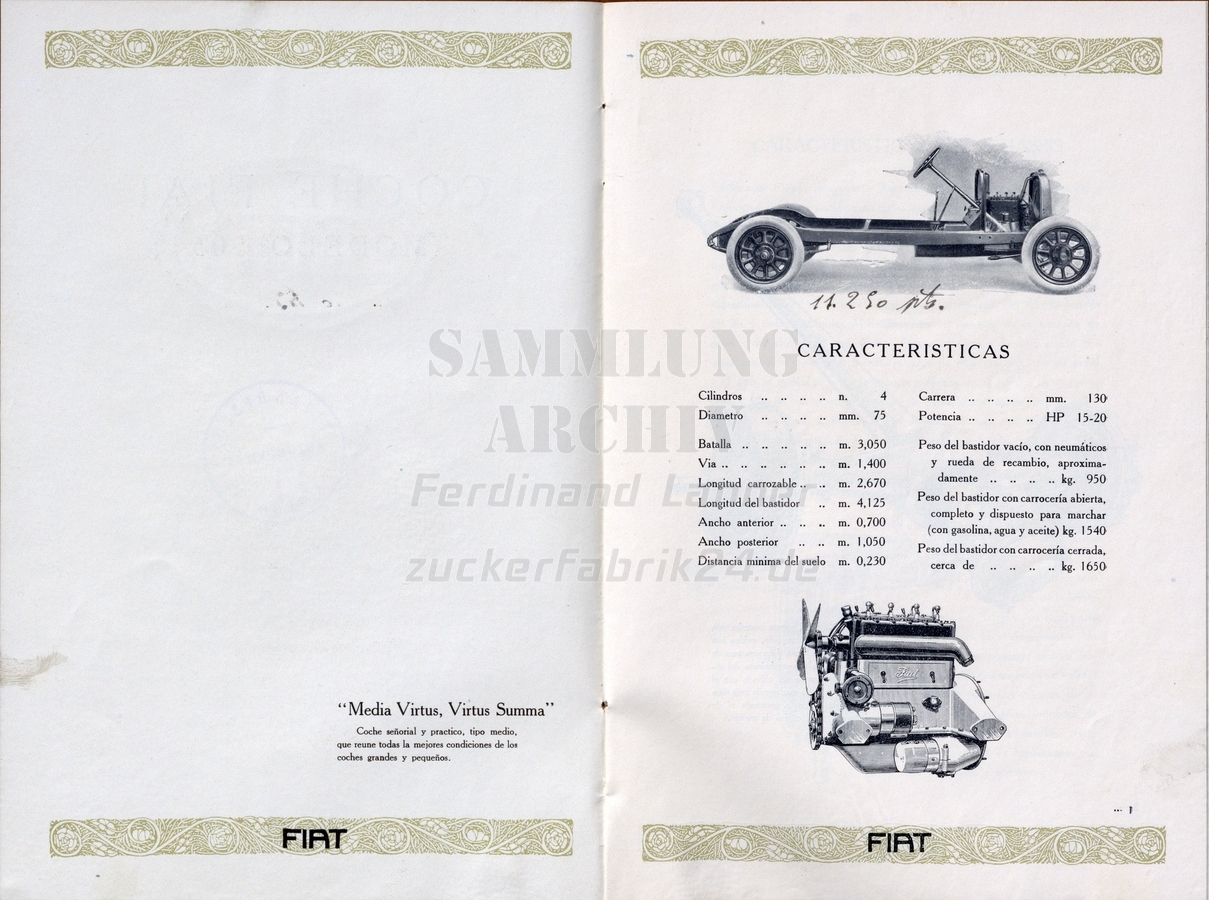 “Media Virtus, Virtus Summa”
Coche señorial y practico, tipo medio,
que reune todas la mejores condiciones de los
coches grandes y pequeños.
FIAT
11.250 pts.
CARACTERISTICAS
Cilindros .. .. .. .. n. 4
Diametro .. .. .. .. mm. 75
Batalla .. .. .. .. .. m. 3,050
Via .. .. .. .. .. .. m. 1,400
Longitud carrozable .. .. m. 2,670
Longitud del bastidor .. m. 4,125
Ancho anterior .. .. .. m. 0,700
Ancho posterior .. .. m. 1,050
Distancia minima del suelo m. 0,230
Carrera .. .. .. .. mm. 130
Potencia .. .. .. .. HP 15-20
Peso del bastidor vacío, con neumáticos
y rueda de recambio, aproxima-
damente .. .. .. .. kg. 950
Peso del bastidor con carrocería abierta,
completo y dispuesto para marchar
(con gasolina, agua y aceite) kg. 1540
Peso del bastidor con carrocería cerrada,
cerca de .. .. .. .. kg. 1650
Fiat
... 1
FIAT
SAMMLUNG
ARCHIV
Ferdinand Lanner
zuckerfabrik24.de